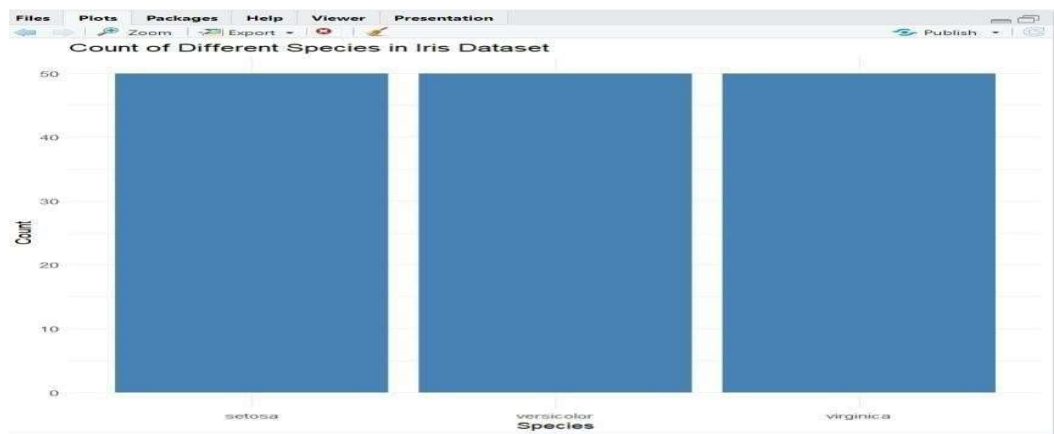 Files Plots Packages Help Viewer Presentation
Zoom Export Publish
Count of Different Species in Iris Dataset
50
40
30
20
10
0
Count
setosa versicolor virginica
Species